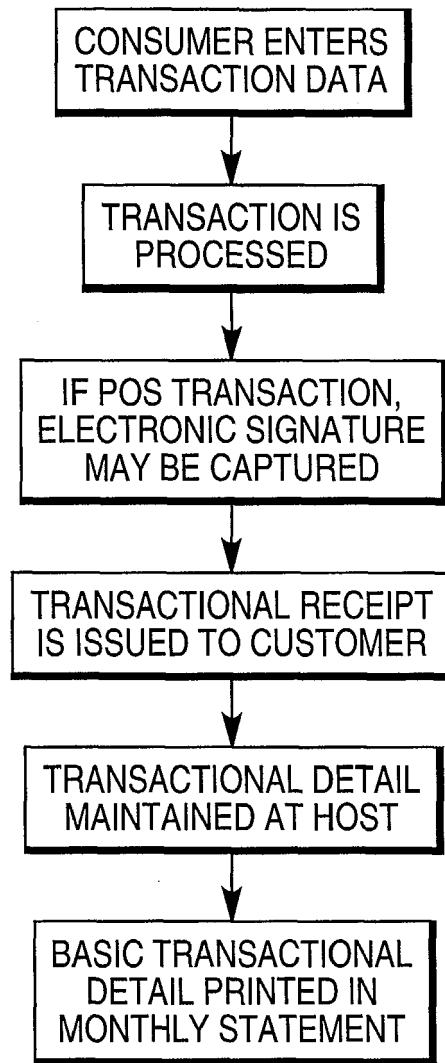 CONSUMER ENTERS
TRANSACTION DATA
TRANSACTION IS
PROCESSED
IF POS TRANSACTION,
ELECTRONIC SIGNATURE
MAY BE CAPTURED
TRANSACTIONAL RECEIPT
IS ISSUED TO CUSTOMER
TRANSACTIONAL DETAIL
MAINTAINED AT HOST
BASIC TRANSACTIONAL
DETAIL PRINTED IN
MONTHLY STATEMENT